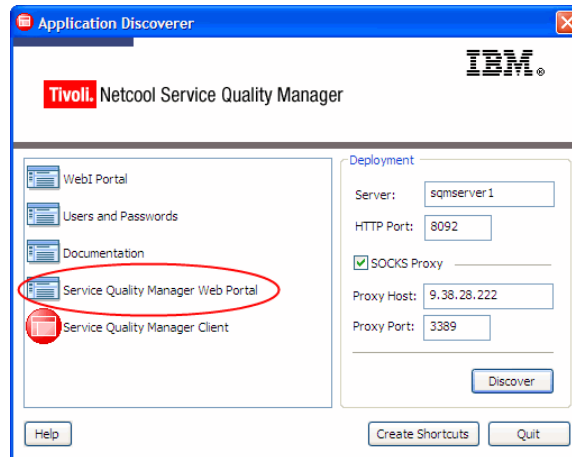 Application Discoverer
IBM®
Tivoli. Netcool Service Quality Manager
WebI Portal
Users and Passwords
Documentation
Service Quality Manager Web Portal
Service Quality Manager Client
Deployment
Server: sqmserver1
HTTP Port: 8092
SOCKS Proxy
Proxy Host: 9.38.28.222
Proxy Port: 3389
Discover
Help
Create Shortcuts
Quit